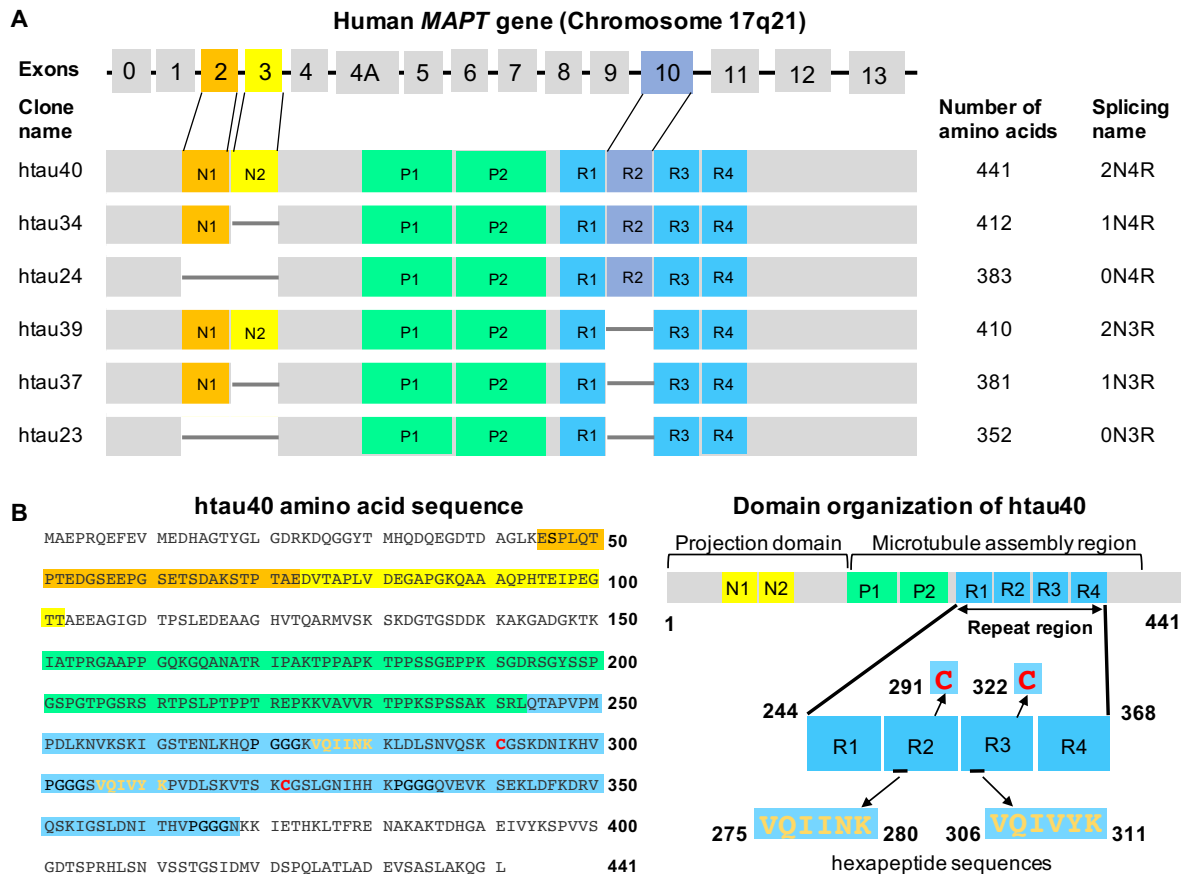 A
Human MAPT gene (Chromosome 17q21)
Exons 0 1 2 3 4 4A 5 6 7 8 9 10 11 12 13
Clone name
Number of amino acids
Splicing name
htau40 N1 N2 P1 P2 R1 R2 R3 R4 441 2N4R
htau34 N1 P1 P2 R1 R2 R3 R4 412 1N4R
htau24 P1 P2 R1 R2 R3 R4 383 0N4R
htau39 N1 N2 P1 P2 R1 R3 R4 410 2N3R
htau37 N1 P1 P2 R1 R3 R4 381 1N3R
htau23 P1 P2 R1 R3 R4 352 0N3R
B
htau40 amino acid sequence
MAEPRQEFEV MEDHAGTYGL GDRKDQGGYT MHQDQEGDTD AGLKESPLQT 50
PTEDGSEEPG SETSDAKSTP TAEDVTAPLV DEGAPGKQAA AQPHTEIPEG 100
TTAEEAGIGD TPSLEDEAAG HVTQARMVSK SKDGTGSDDK KAKGADGKTK 150
IATPRGAAPP GQKGQANATR IPAKTPPAPK TPPSSGEPPK SGDRSGYSSP 200
GSPGTPGSRS RTPSLPTPPT REPKKVAVVR TPPKSPSSAK SRLQTAPVPM 250
PDLKNVKSKI GSTENLKHQP GGGKVQIINK KLDLSNVQSK CGSKDNIKHV 300
PGGGSVQIVY KPVDLSKVTS KCGSLGNIHH KPGGGQVEVK SEKLDFKDRV 350
QSKIGSLDNI THVPGGGNKK IETHKLTFRE NAKAKTDHGA EIVYKSPVVS 400
GDTSPRHLSN VSSTGSIDMV DSPQLATLAD EVSASLAKQG L 441
Domain organization of htau40
Projection domain Microtubule assembly region
N1 N2 P1 P2 R1 R2 R3 R4
1 Repeat region 441
291 C 322 C
244 368
R1 R2 R3 R4
275 VQIINK 280 306 VQIVYK 311
hexapeptide sequences